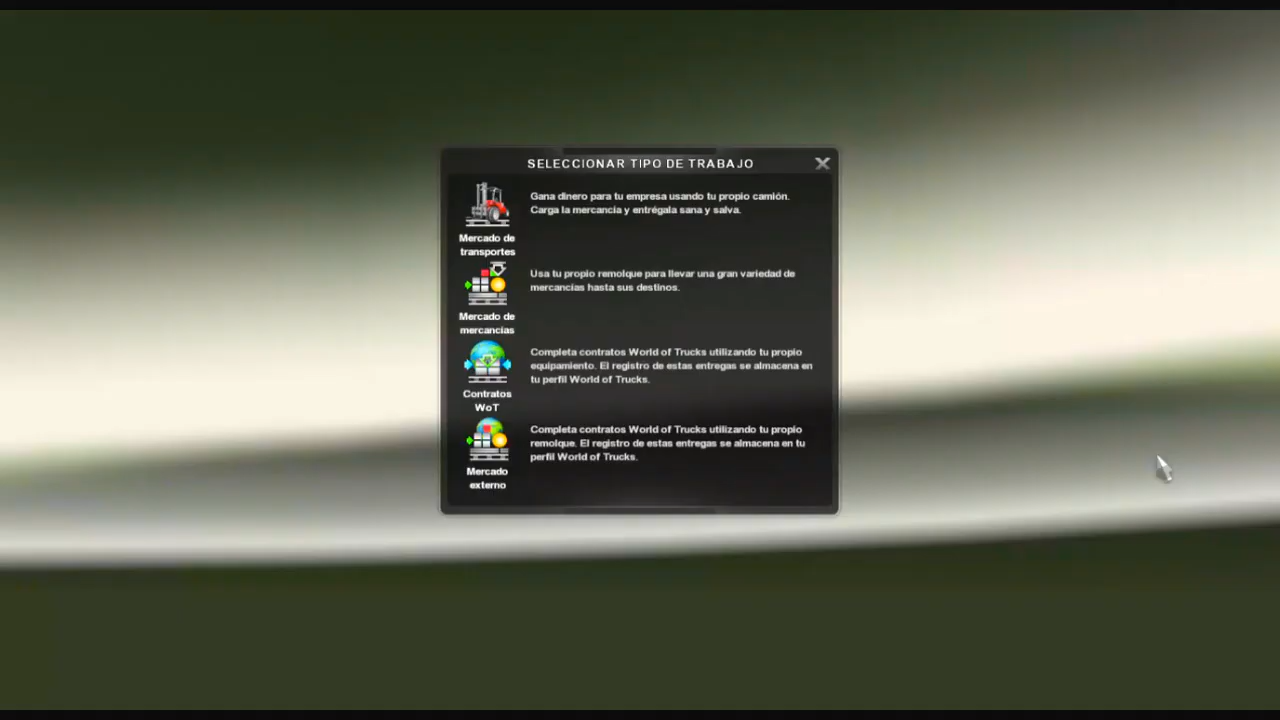 SELECCIONAR TIPO DE TRABAJO
Gana dinero para tu empresa usando tu propio camión.
Carga la mercancía y entrégala sana y salva.
Mercado de
transportes
Usa tu propio remolque para llevar una gran variedad de
mercancías hasta sus destinos.
Mercado de
mercancías
Completa contratos World of Trucks utilizando tu propio
equipamiento. El registro de estas entregas se almacena en
tu perfil World of Trucks.
Contratos
WoT
Completa contratos World of Trucks utilizando tu propio
remolque. El registro de estas entregas se almacena en tu
perfil World of Trucks.
Mercado
externo